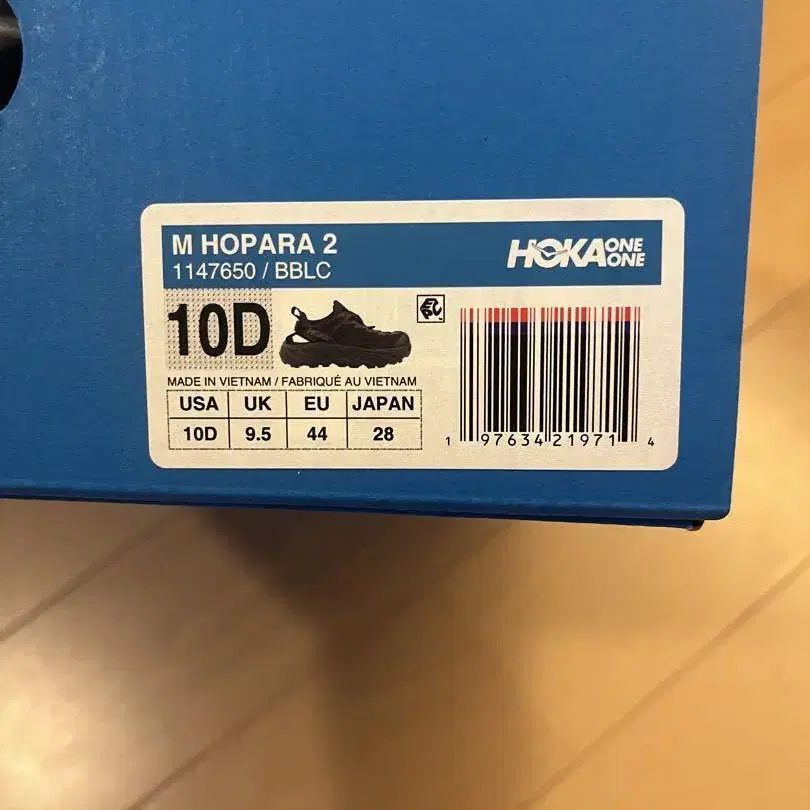 M HOPARA 2
1147650 / BBLC
HOKA ONE ONE
10D
MADE IN VIETNAM / FABRIQUÉ AU VIETNAM
USA UK EU JAPAN
10D 9.5 44 28
1 97634 21971 4